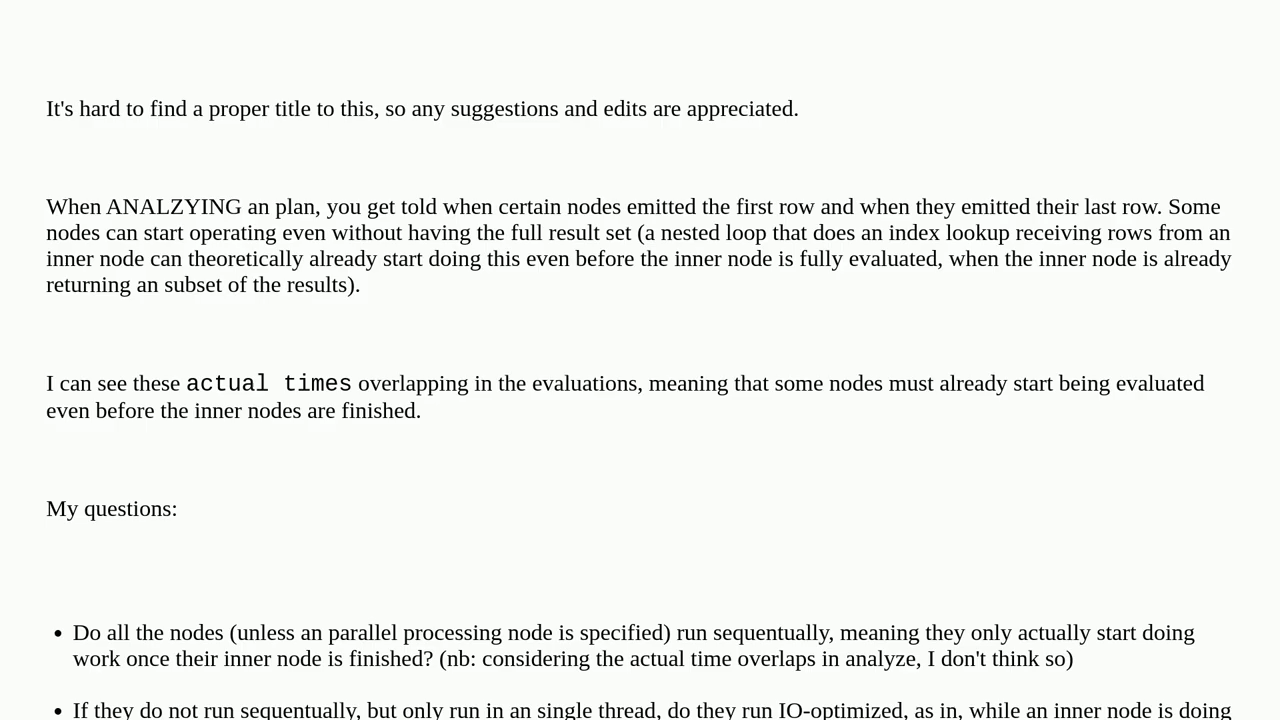 It's hard to find a proper title to this, so any suggestions and edits are appreciated.
When ANALZYING an plan, you get told when certain nodes emitted the first row and when they emitted their last row. Some
nodes can start operating even without having the full result set (a nested loop that does an index lookup receiving rows from an
inner node can theoretically already start doing this even before the inner node is fully evaluated, when the inner node is already
returning an subset of the results).
I can see these actual times overlapping in the evaluations, meaning that some nodes must already start being evaluated
even before the inner nodes are finished.
My questions:
• Do all the nodes (unless an parallel processing node is specified) run sequentually, meaning they only actually start doing
work once their inner node is finished? (nb: considering the actual time overlaps in analyze, I don't think so)
• If they do not run sequentually, but only run in an single thread, do they run IO-optimized, as in, while an inner node is doing